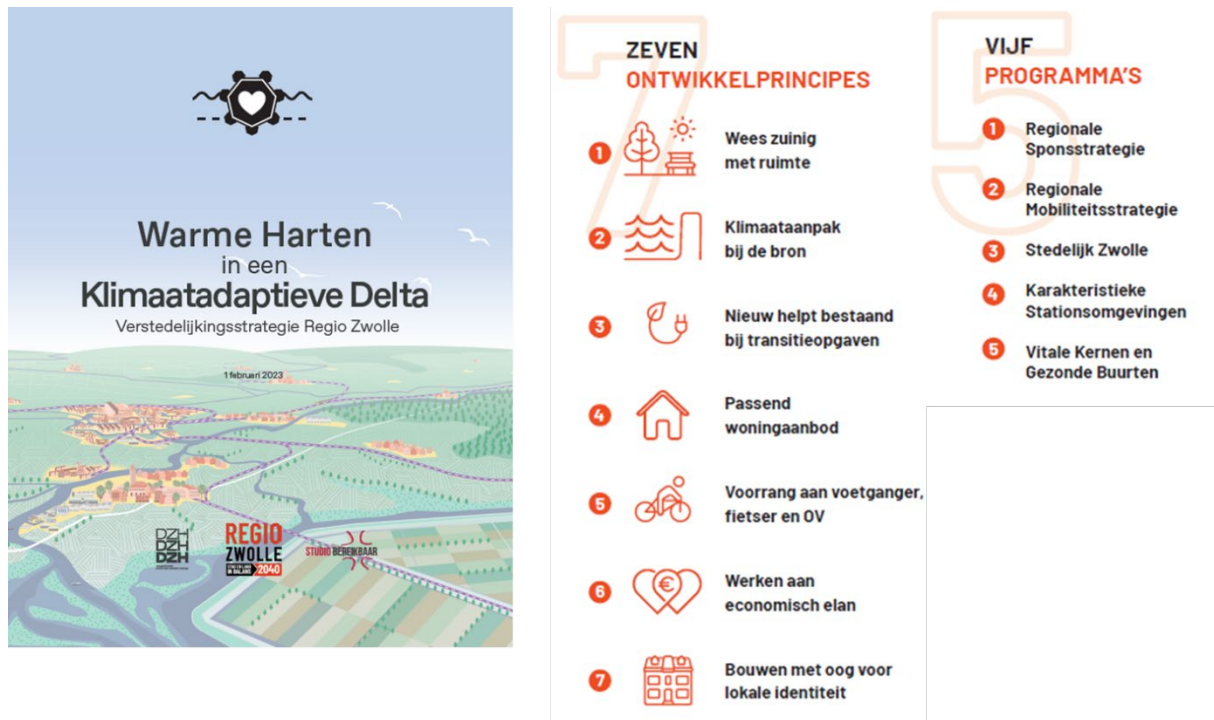 Warme Harten
in een
Klimaatadaptieve Delta
Verstedelijkingsstrategie Regio Zwolle
1 februari 2023
DZH
DZH
DZH
REGIO
ZWOLLE
2040
STUDIO BEREIKBAAR
7
ZEVEN
ONTWIKKELPRINCIPES
1
Wees zuinig
met ruimte
2
Klimaataanpak
bij de bron
3
Nieuw helpt bestaand
bij transitieopgaven
4
Passend
woningaanbod
5
Voorrang aan voetganger,
fietser en OV
6
€
Werken aan
economisch elan
7
Bouwen met oog voor
lokale identiteit
5
VIJF
PROGRAMMA'S
1
Regionale
Sponsstrategie
2
Regionale
Mobiliteitsstrategie
3
Stedelijk Zwolle
4
Karakteristieke
Stationsomgevingen
5
Vitale Kernen en
Gezonde Buurten